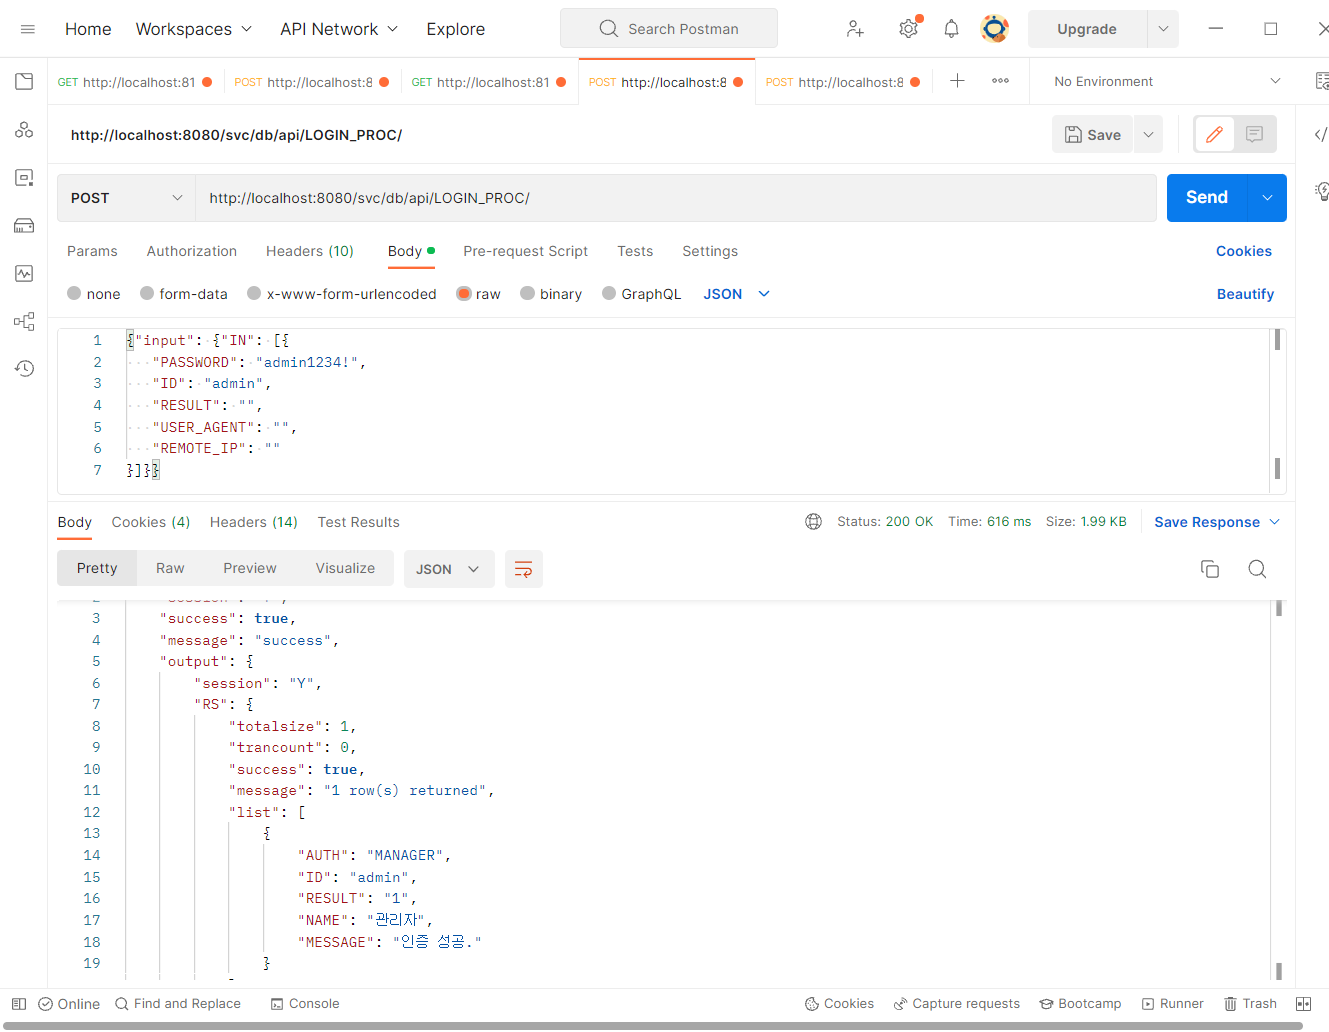 Home Workspaces API Network Explore Search Postman Upgrade
GET http://localhost:81 POST http://localhost:8 GET http://localhost:81 POST http://localhost:8 POST http://localhost:8 No Environment
http://localhost:8080/svc/db/api/LOGIN_PROC/ Save
POST http://localhost:8080/svc/db/api/LOGIN_PROC/ Send
Params Authorization Headers (10) Body Pre-request Script Tests Settings Cookies
none form-data x-www-form-urlencoded raw binary GraphQL JSON Beautify
1 {"input": {"IN": [{
2 "PASSWORD": "admin1234!",
3 "ID": "admin",
4 "RESULT": "",
5 "USER_AGENT": "",
6 "REMOTE_IP": ""
7 }]}}
Body Cookies (4) Headers (14) Test Results Status: 200 OK Time: 616 ms Size: 1.99 KB Save Response
Pretty Raw Preview Visualize JSON
3 "success": true,
4 "message": "success",
5 "output": {
6 "session": "Y",
7 "RS": {
8 "totalsize": 1,
9 "trancount": 0,
10 "success": true,
11 "message": "1 row(s) returned",
12 "list": [
13 {
14 "AUTH": "MANAGER",
15 "ID": "admin",
16 "RESULT": "1",
17 "NAME": "관리자",
18 "MESSAGE": "인증 성공."
19 }
Online Find and Replace Console Cookies Capture requests Bootcamp Runner Trash